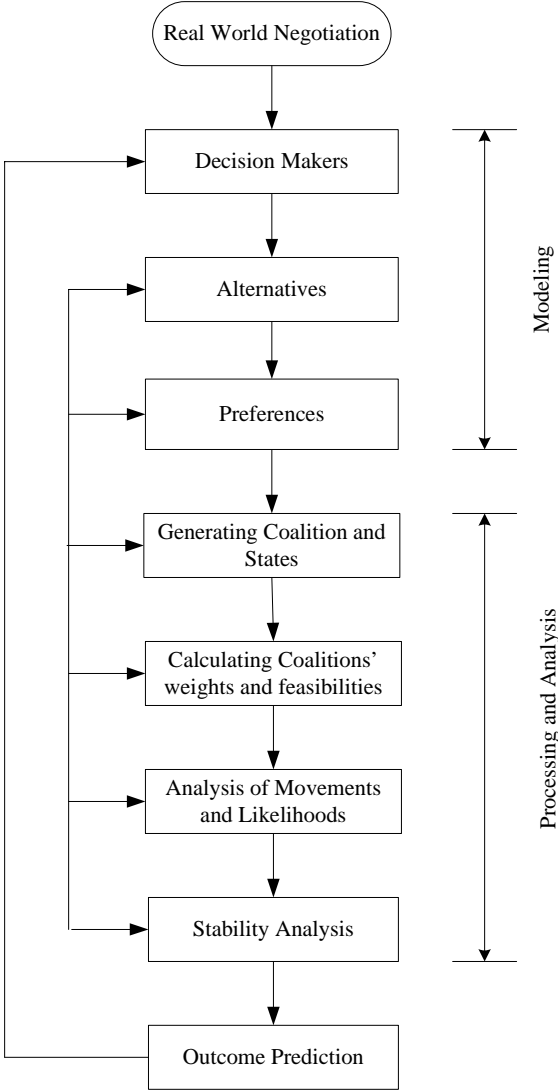 Real World Negotiation
Decision Makers
Alternatives
Preferences
Modeling
Generating Coalition and
States
Calculating Coalitions’
weights and feasibilities
Analysis of Movements
and Likelihoods
Stability Analysis
Processing and Analysis
Outcome Prediction